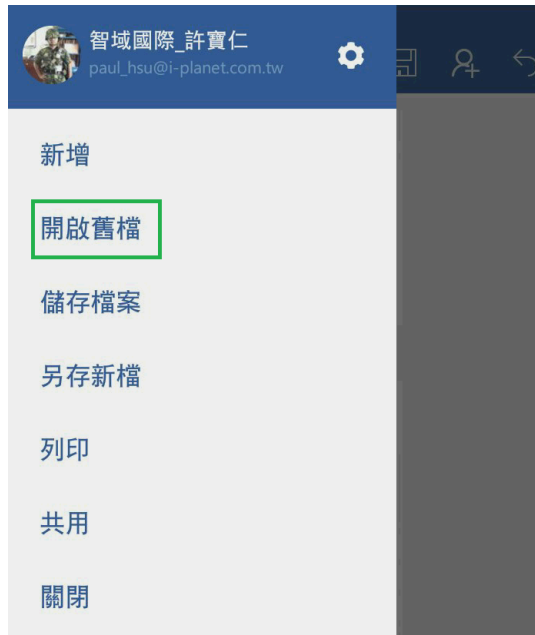 智域國際_許寶仁
paul_hsu@i-planet.com.tw
新增
開啟舊檔
儲存檔案
另存新檔
列印
共用
關閉